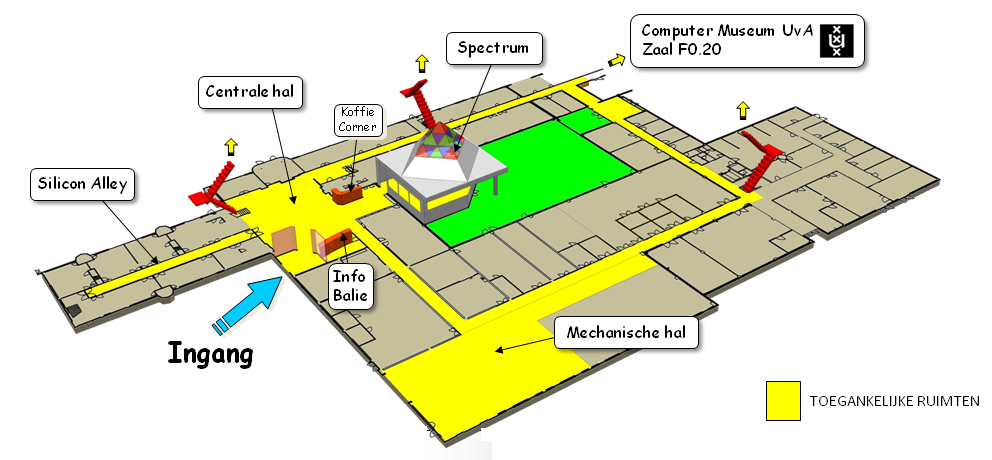 Computer Museum UvA
Zaal F0.20
Spectrum
Centrale hal
Koffie
Corner
Silicon Alley
Info
Balie
Ingang
Mechanische hal
TOEGANKELIJKE RUIMTEN